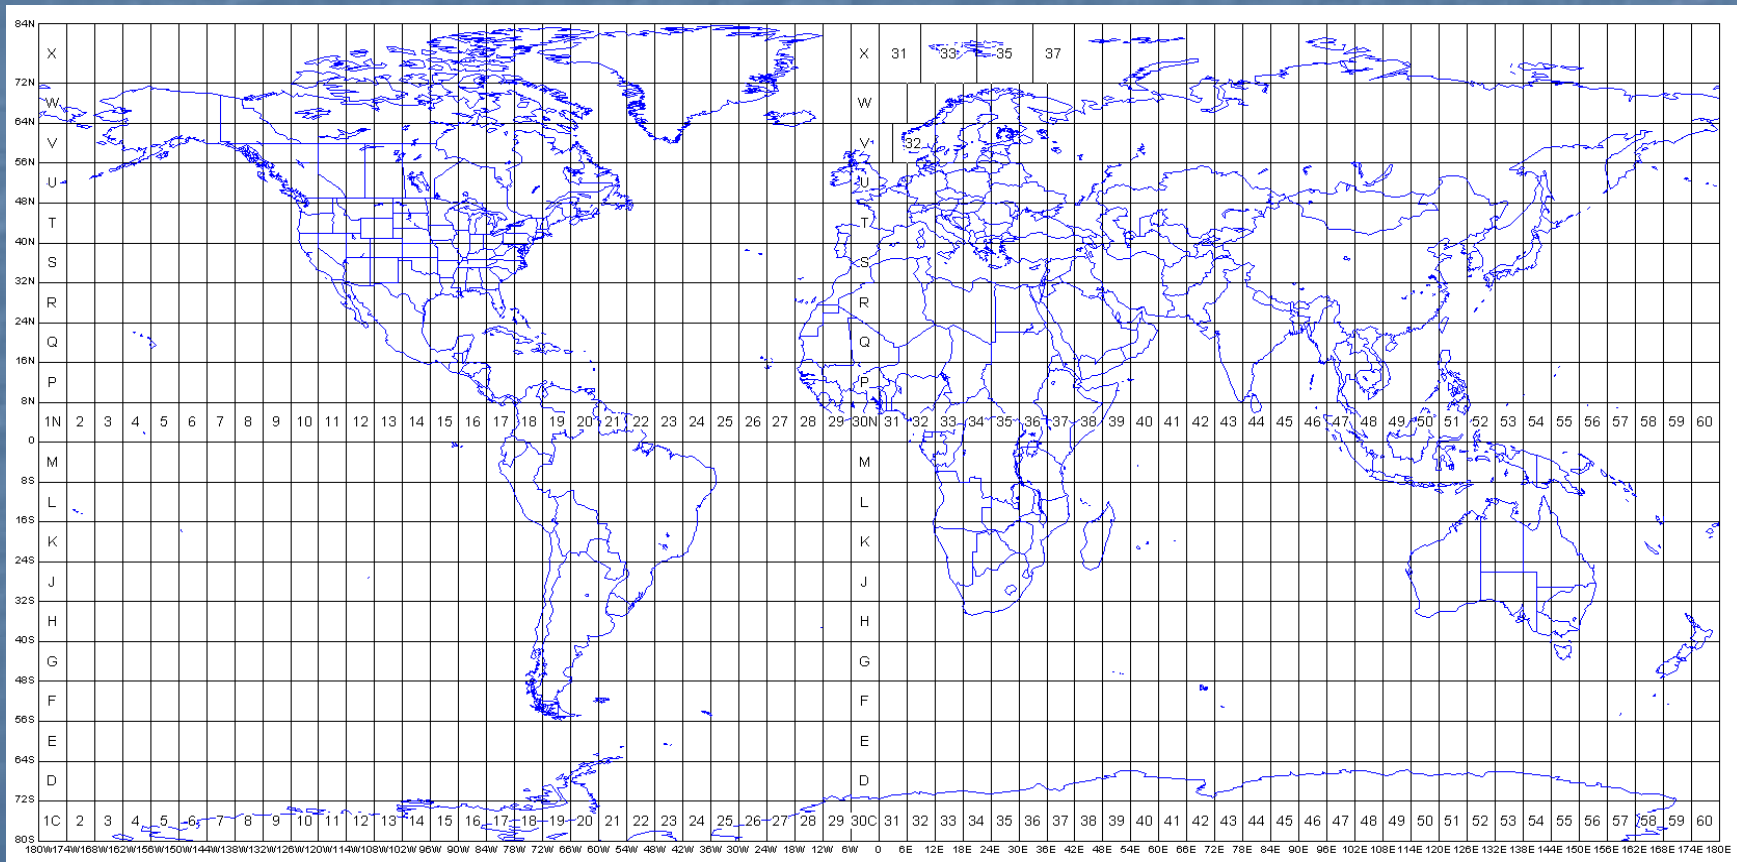 84N
X X 31 33 35 37
72N
W W
64N
V V 32
56N
U U
48N
T T
40N
S S
32N
R R
24N
Q Q
16N
P P
8N
1N 2 3 4 5 6 7 8 9 10 11 12 13 14 15 16 17 18 19 20 21 22 23 24 25 26 27 28 29 30N 31 32 33 34 35 36 37 38 39 40 41 42 43 44 45 46 47 48 49 50 51 52 53 54 55 56 57 58 59 60
0
M M
8S
L L
16S
K K
24S
J J
32S
H H
40S
G G
48S
F F
56S
E E
64S
D D
72S
1C 2 3 4 5 6 7 8 9 10 11 12 13 14 15 16 17 18 19 20 21 22 23 24 25 26 27 28 29 30C 31 32 33 34 35 36 37 38 39 40 41 42 43 44 45 46 47 48 49 50 51 52 53 54 55 56 57 58 59 60
80S
180W 174W 168W 162W 156W 150W 144W 138W 132W 126W 120W 114W 108W 102W 96W 90W 84W 78W 72W 66W 60W 54W 48W 42W 36W 30W 24W 18W 12W 6W 0 6E 12E 18E 24E 30E 36E 42E 48E 54E 60E 66E 72E 78E 84E 90E 96E 102E 108E 114E 120E 126E 132E 138E 144E 150E 156E 162E 168E 174E 180E